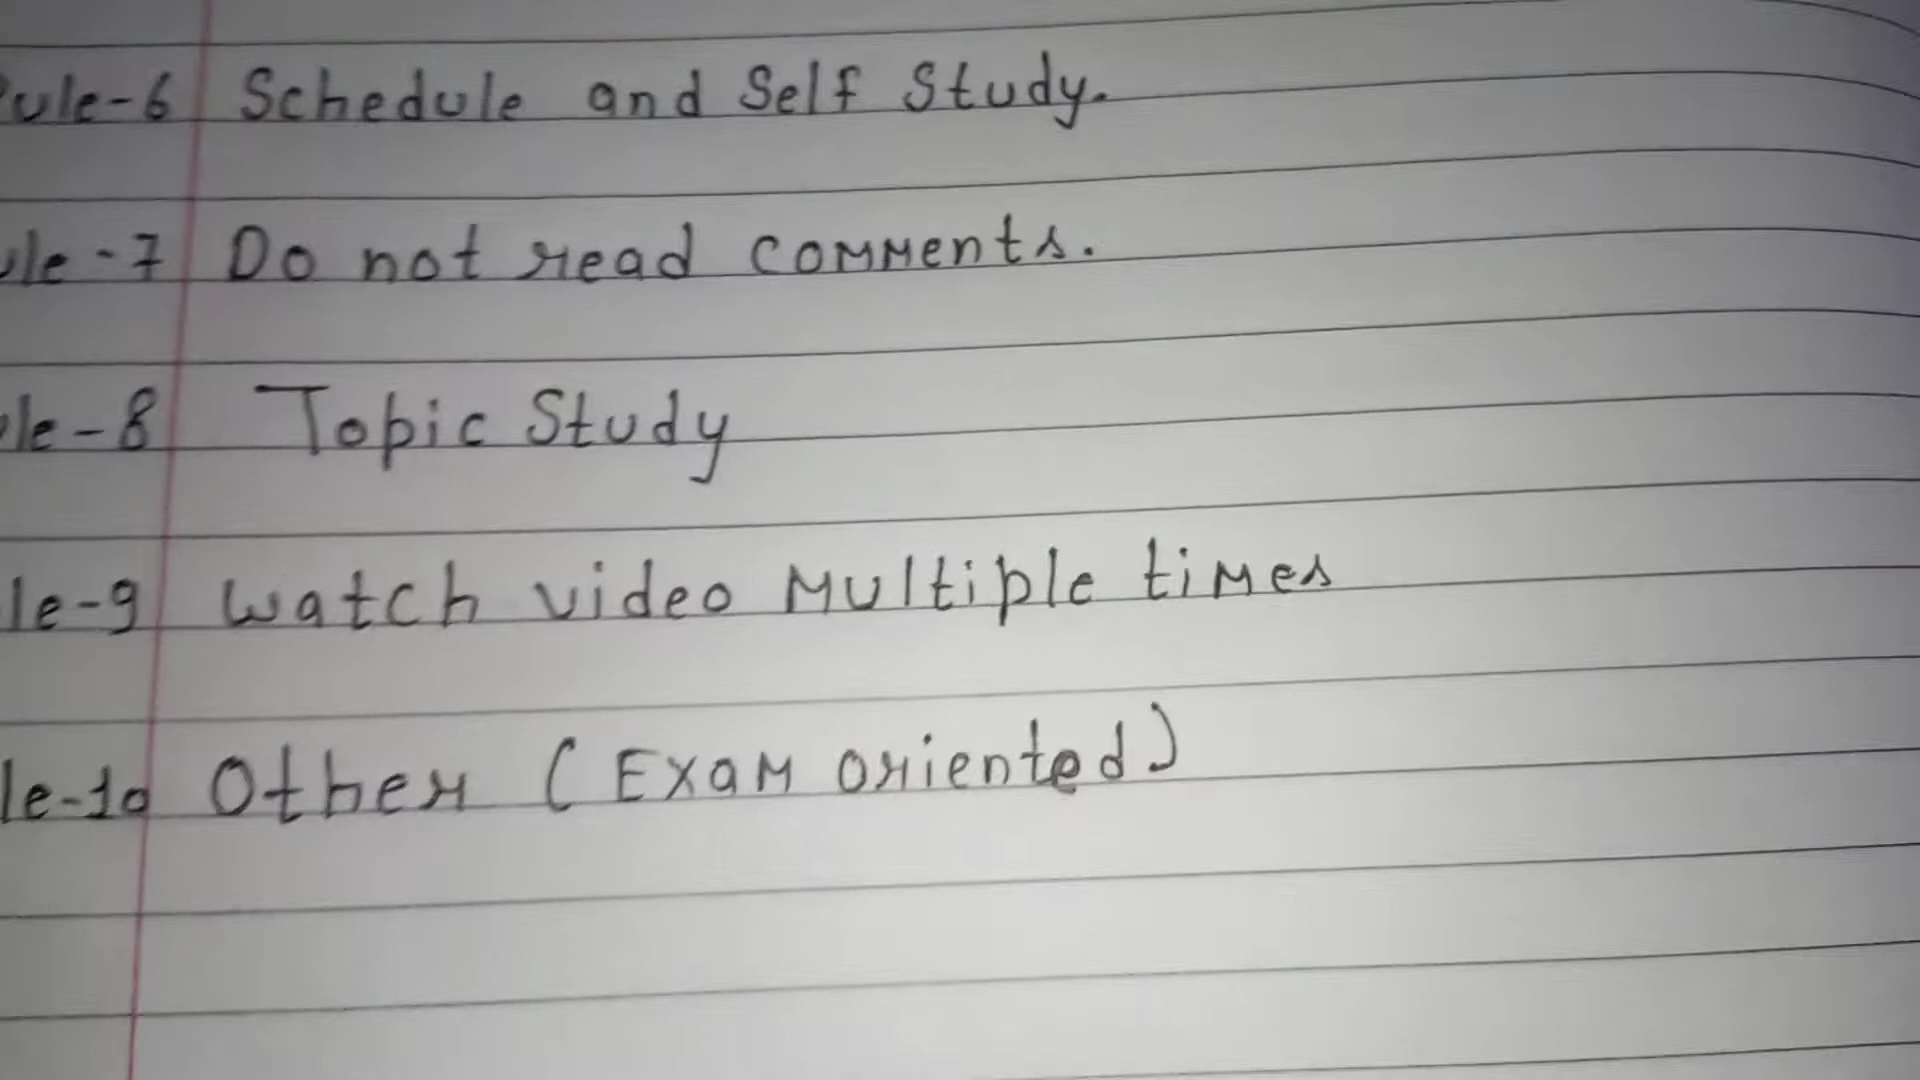 Rule-6 Schedule and Self Study.
ule-7 Do not read comments.
le-8 Topic Study
le-9 Watch video Multiple times
le-10 Other (Exam oriented)